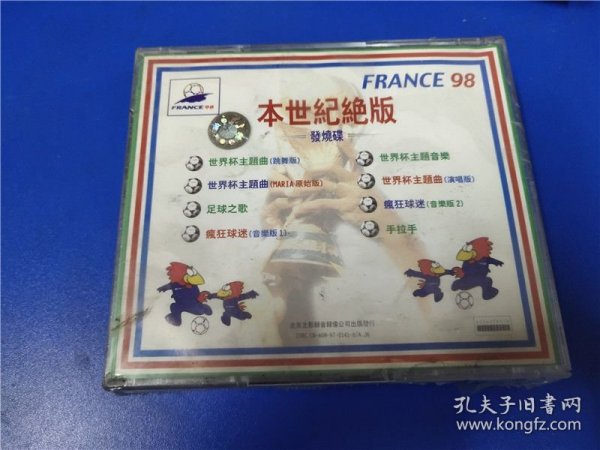 FRANCE 98
FRANCE 98
本世紀絕版
發燒碟
世界杯主題曲(跳舞版)
世界杯主題音樂
世界杯主題曲(MARIA原始版)
世界杯主題曲(演唱版)
足球之歌
瘋狂球迷(音樂版2)
瘋狂球迷(音樂版1)
手拉手
孔夫子旧书网
www.kongfz.com